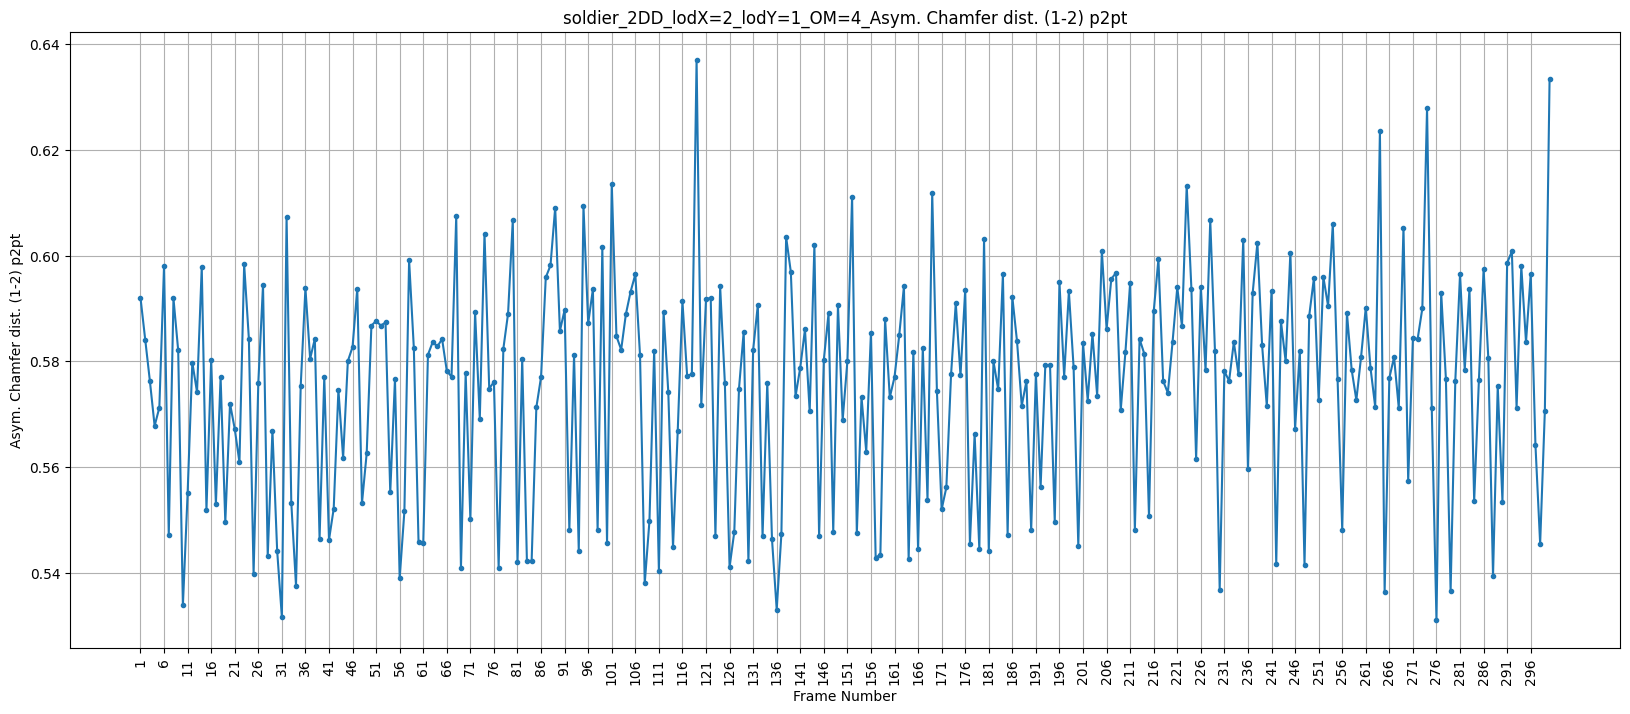 soldier_2DD_lodX=2_lodY=1_OM=4_Asym. Chamfer dist. (1-2) p2pt
Asym. Chamfer dist. (1-2) p2pt
0.64
0.62
0.60
0.58
0.56
0.54
1 6 11 16 21 26 31 36 41 46 51 56 61 66 71 76 81 86 91 96 101 106 111 116 121 126 131 136 141 146 151 156 161 166 171 176 181 186 191 196 201 206 211 216 221 226 231 236 241 246 251 256 261 266 271 276 281 286 291 296
Frame Number